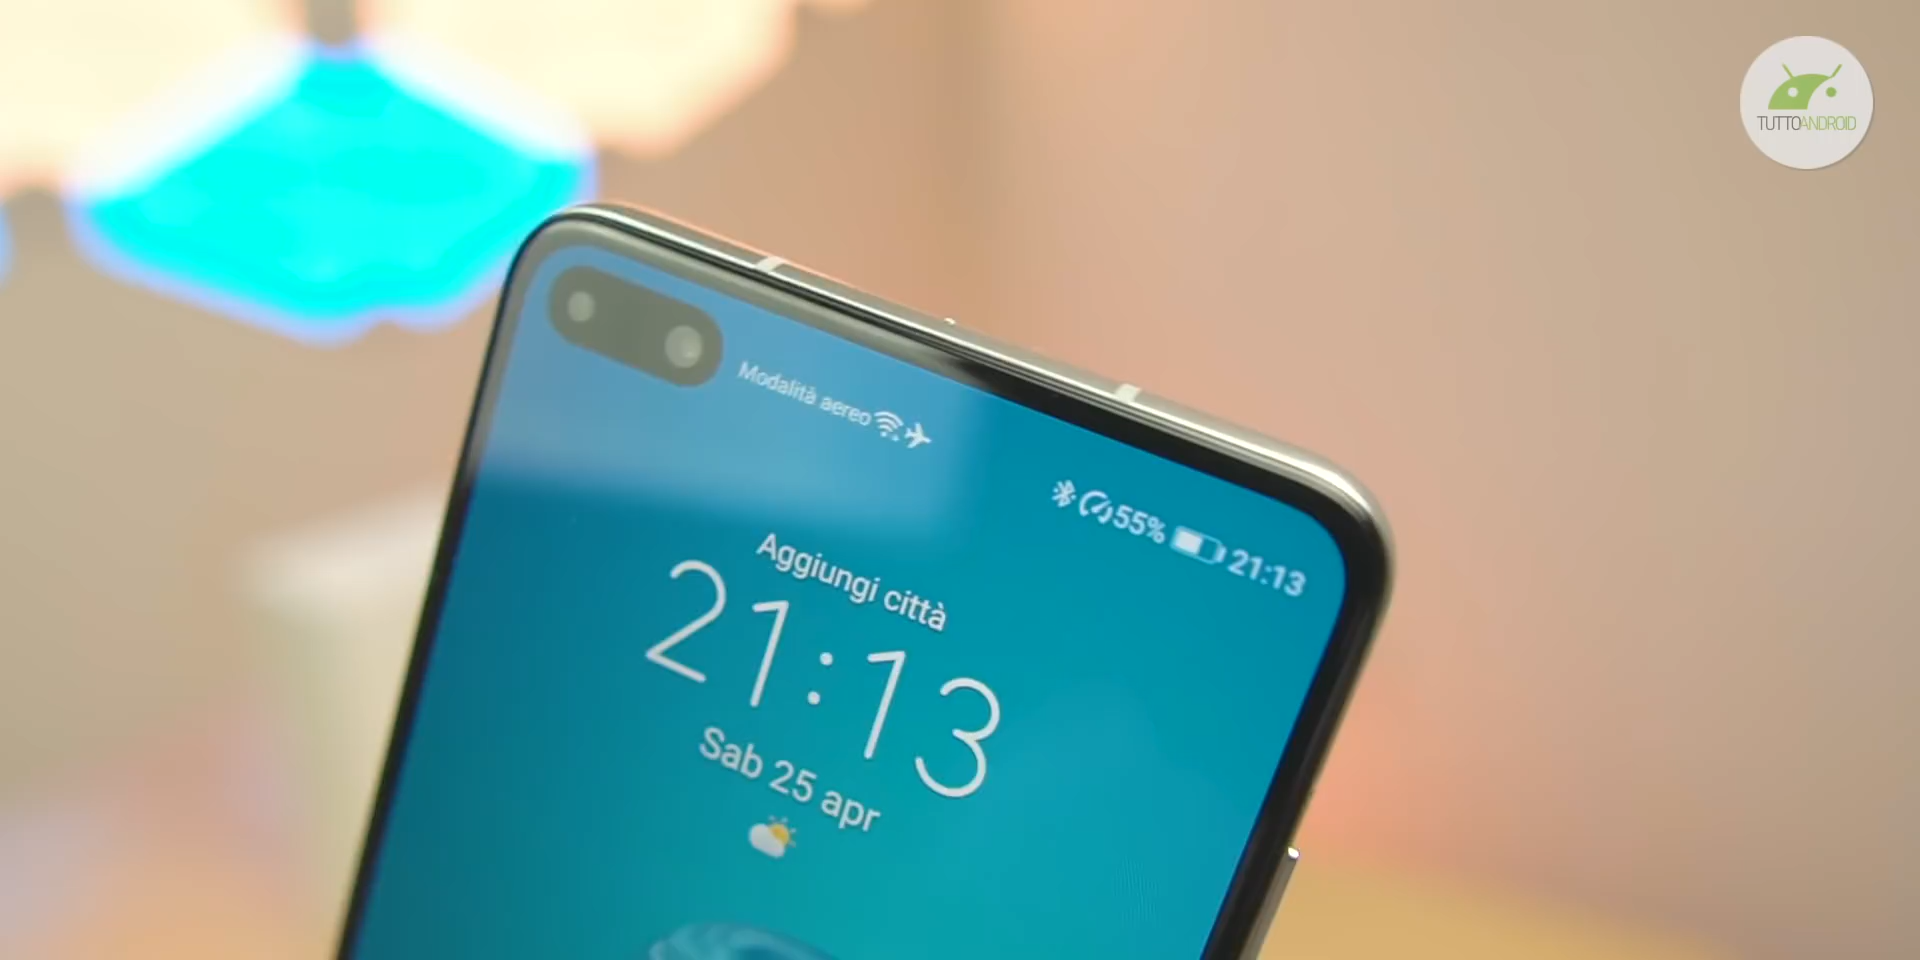 TUTTOANDROID
Modalità aereo
55% 21:13
Aggiungi città
21:13
Sab 25 apr